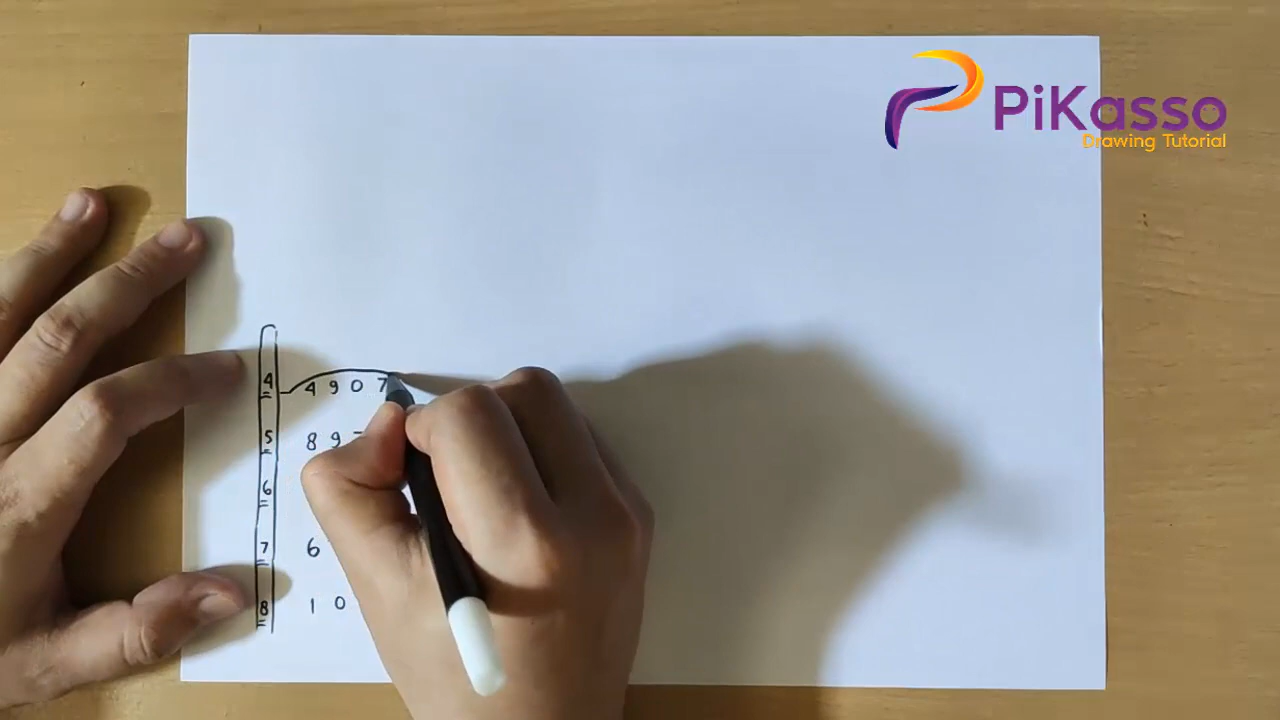 PiKasso
Drawing Tutorial
4 4 9 0 7
5 8 9
6
7 6
8 1 0